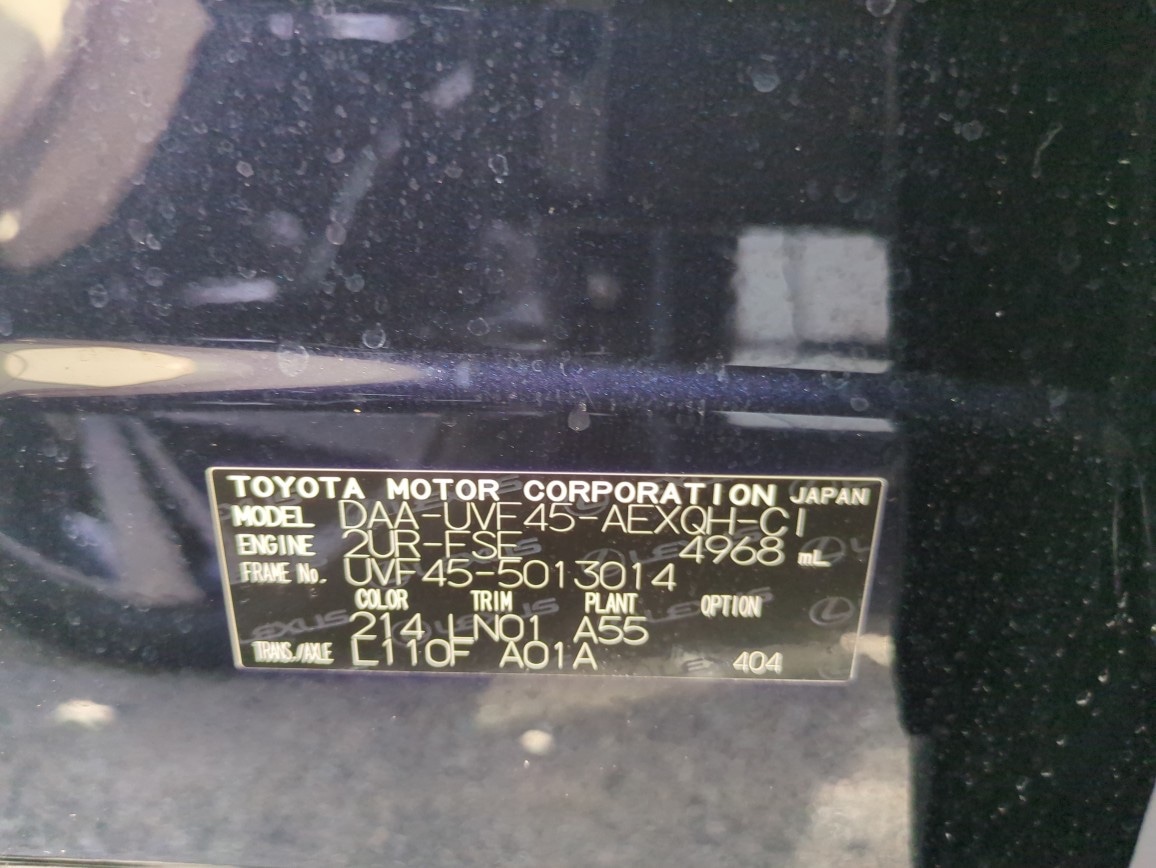 TOYOTA MOTOR CORPORATION JAPAN
MODEL DAA-UVF45-AEXQH-C1
ENGINE 2UR-FSE 4968 mL
FRAME No. UVF45-5013014
COLOR TRIM PLANT OPTION
214 LN01 A55
TRANS./AXLE L110F A01A 404